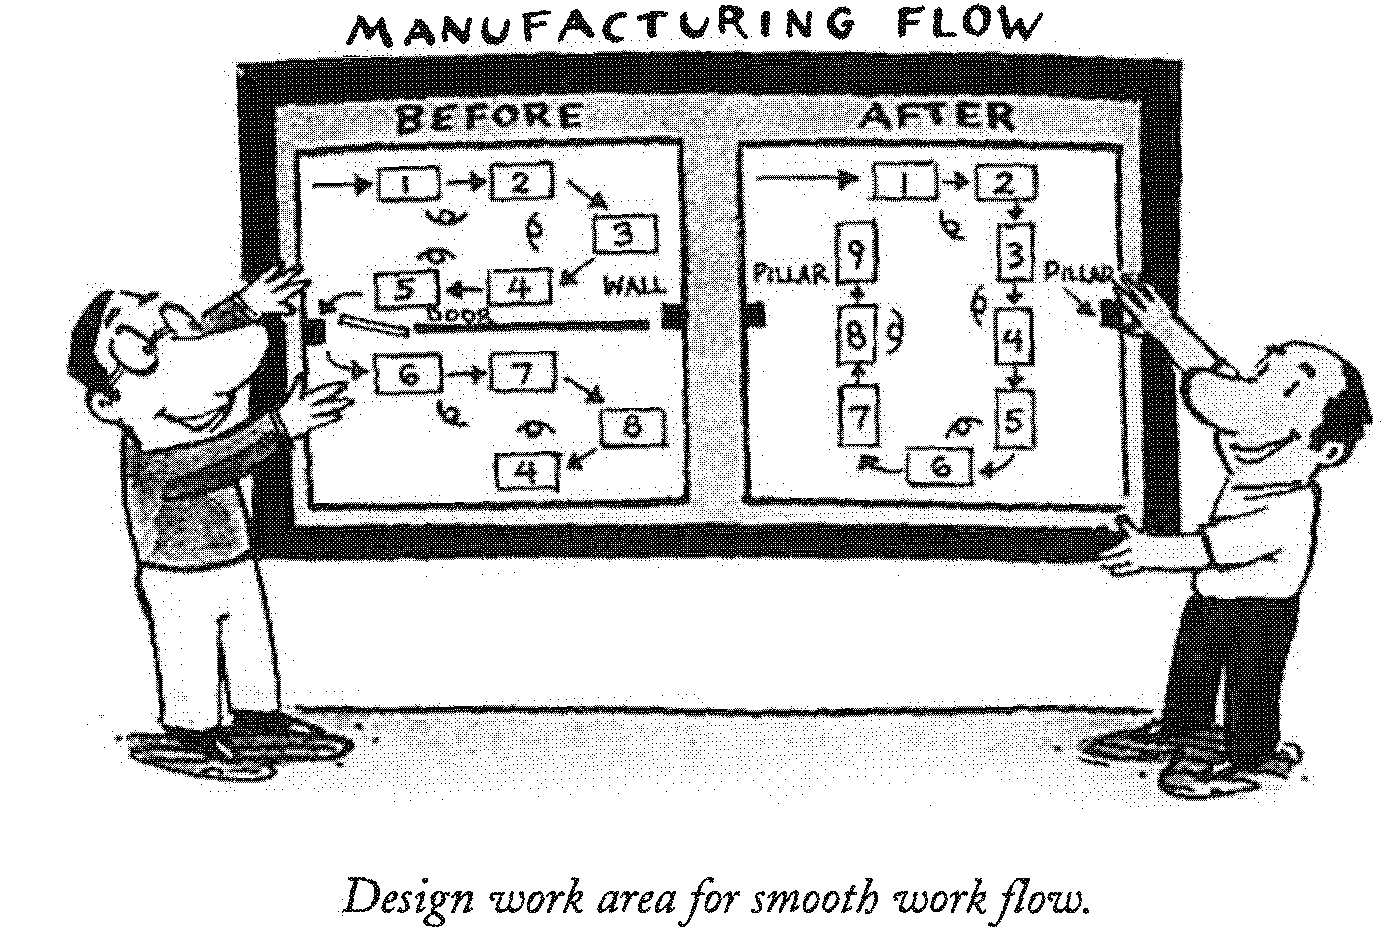 MANUFACTURING FLOW
BEFORE
1 2
3
5 4
WALL
DOOR
6 7
8
4
AFTER
1 2
9 3
PILLAR PILLAR
8 4
7 5
6
Design work area for smooth work flow.